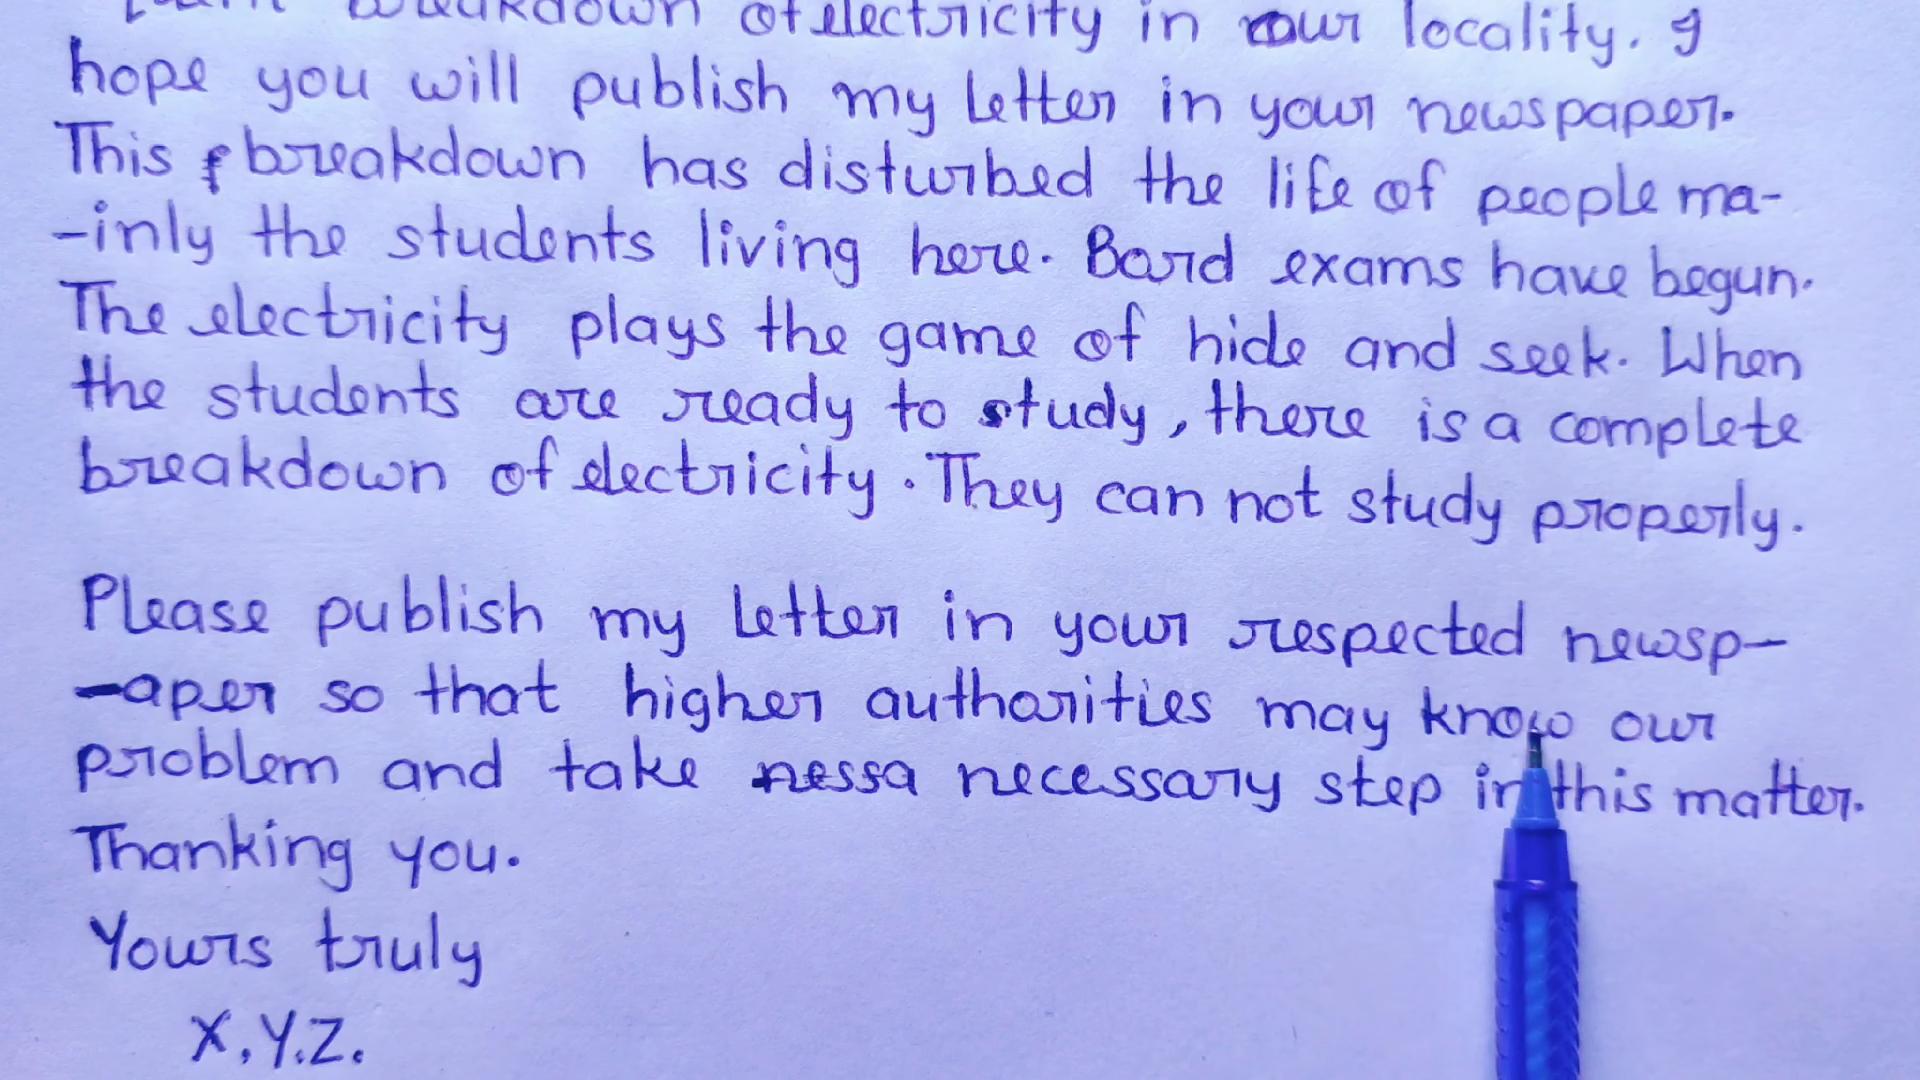 breakdown of electricity in our locality. I
hope you will publish my letter in your newspaper.
This breakdown has disturbed the life of people ma-
-inly the students living here. Bord exams have begun.
The electricity plays the game of hide and seek. When
the students are ready to study, there is a complete
breakdown of electricity. They can not study properly.
Please publish my letter in your respected newsp-
-aper so that higher authorities may know our
problem and take nessa necessary step in this matter.
Thanking you.
Yours truly
X.Y.Z.